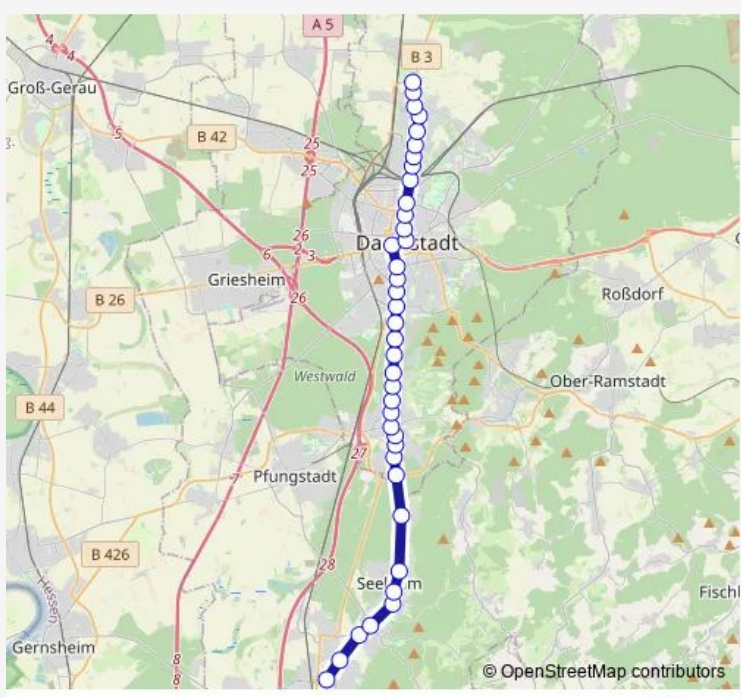 A 5
4
4
B 3
Groß-Gerau
5
B 42
25
25
26
Darmstadt
6
2
3
Griesheim
26
B 26
Roßdorf
Westwald
Ober-Ramstadt
B 44
27
Pfungstadt
7
B 426
28
Seeheim
Hessen
Fischl
Gernsheim
8
8
© OpenStreetMap contributors